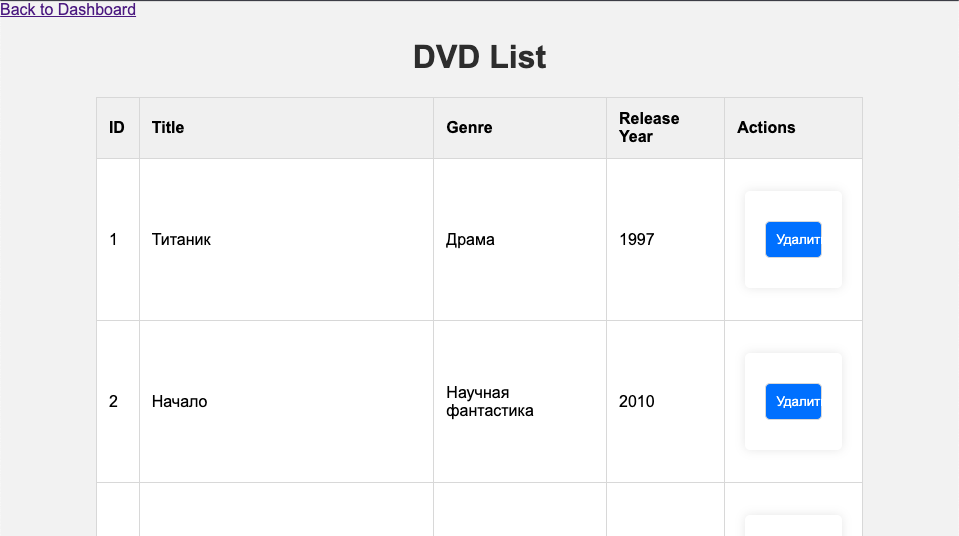 Back to Dashboard
DVD List
ID Title Genre Release Year Actions
1 Титаник Драма 1997 Удалит
2 Начало Научная фантастика 2010 Удалит